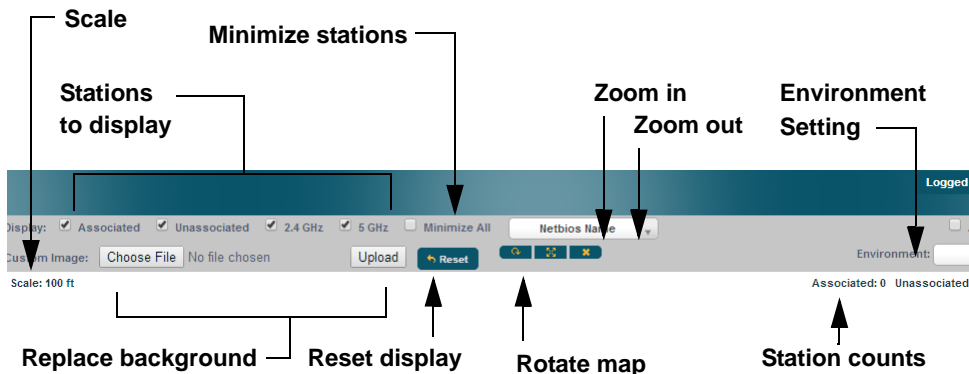 Scale
Minimize stations
Stations
to display
Zoom in
Zoom out
Environment
Setting
Logged
Display: Associated Unassociated 2.4 GHz 5 GHz Minimize All Netbios Name
Custom Image: Choose File No file chosen Upload Reset Environment:
Scale: 100 ft Associated: 0 Unassociated
Replace background
Reset display
Rotate map
Station counts